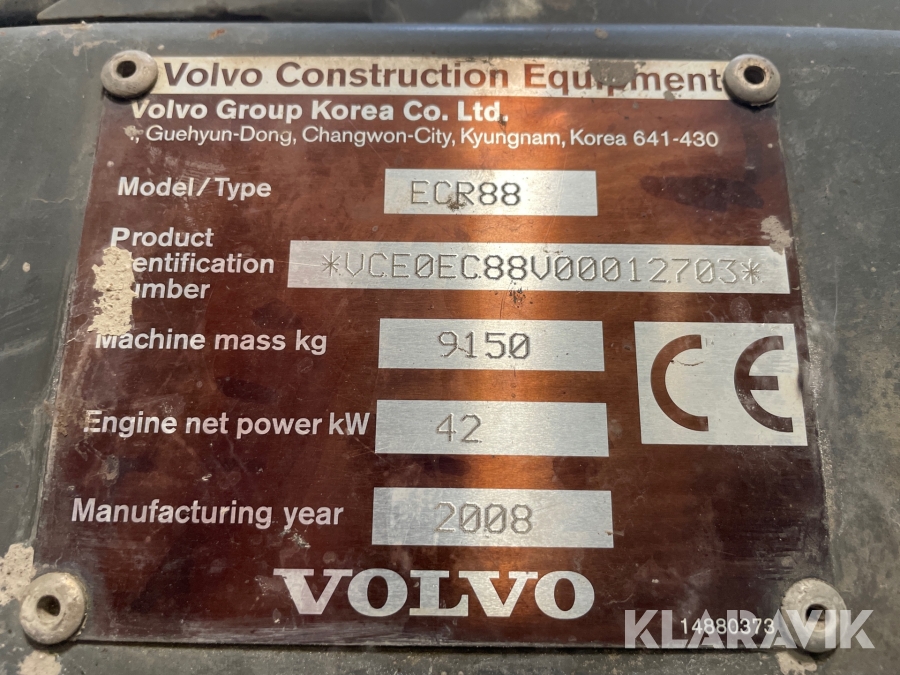 Volvo Construction Equipment
Volvo Group Korea Co. Ltd.
., Guehyun-Dong, Changwon-City, Kyungnam, Korea 641-430
Model/Type ECR88
Product
entification
umber
*VCE0EC88V00012703*
Machine mass kg 9150
Engine net power kW 42
Manufacturing year 2008
CE
VOLVO
14880373
KLARAVIK